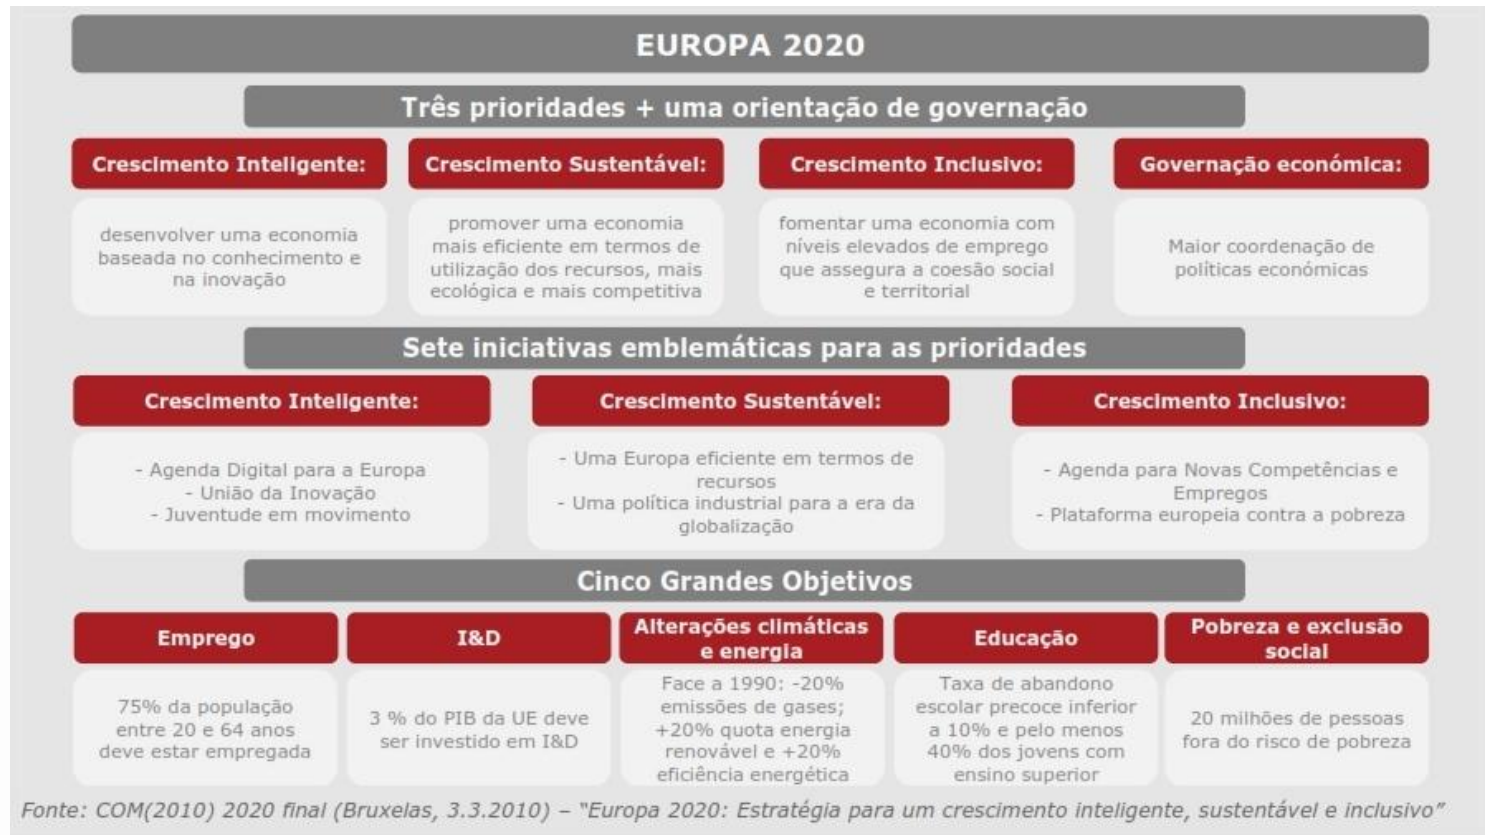 EUROPA 2020
Três prioridades + uma orientação de governação
Crescimento Inteligente:
desenvolver uma economia
baseada no conhecimento e
na inovação
Crescimento Sustentável:
promover uma economia
mais eficiente em termos de
utilização dos recursos, mais
ecológica e mais competitiva
Crescimento Inclusivo:
fomentar uma economia com
níveis elevados de emprego
que assegura a coesão social
e territorial
Governação económica:
Maior coordenação de
políticas económicas
Sete iniciativas emblemáticas para as prioridades
Crescimento Inteligente:
- Agenda Digital para a Europa
- União da Inovação
- Juventude em movimento
Crescimento Sustentável:
- Uma Europa eficiente em termos de
recursos
- Uma política industrial para a era da
globalização
Crescimento Inclusivo:
- Agenda para Novas Competências e
Empregos
- Plataforma europeia contra a pobreza
Cinco Grandes Objetivos
Emprego
75% da população
entre 20 e 64 anos
deve estar empregada
I&D
3 % do PIB da UE deve
ser investido em I&D
Alterações climáticas
e energia
Face a 1990: -20%
emissões de gases;
+20% quota energia
renovável e +20%
eficiência energética
Educação
Taxa de abandono
escolar precoce inferior
a 10% e pelo menos
40% dos jovens com
ensino superior
Pobreza e exclusão
social
20 milhões de pessoas
fora do risco de pobreza
Fonte: COM(2010) 2020 final (Bruxelas, 3.3.2010) – “Europa 2020: Estratégia para um crescimento inteligente, sustentável e inclusivo”